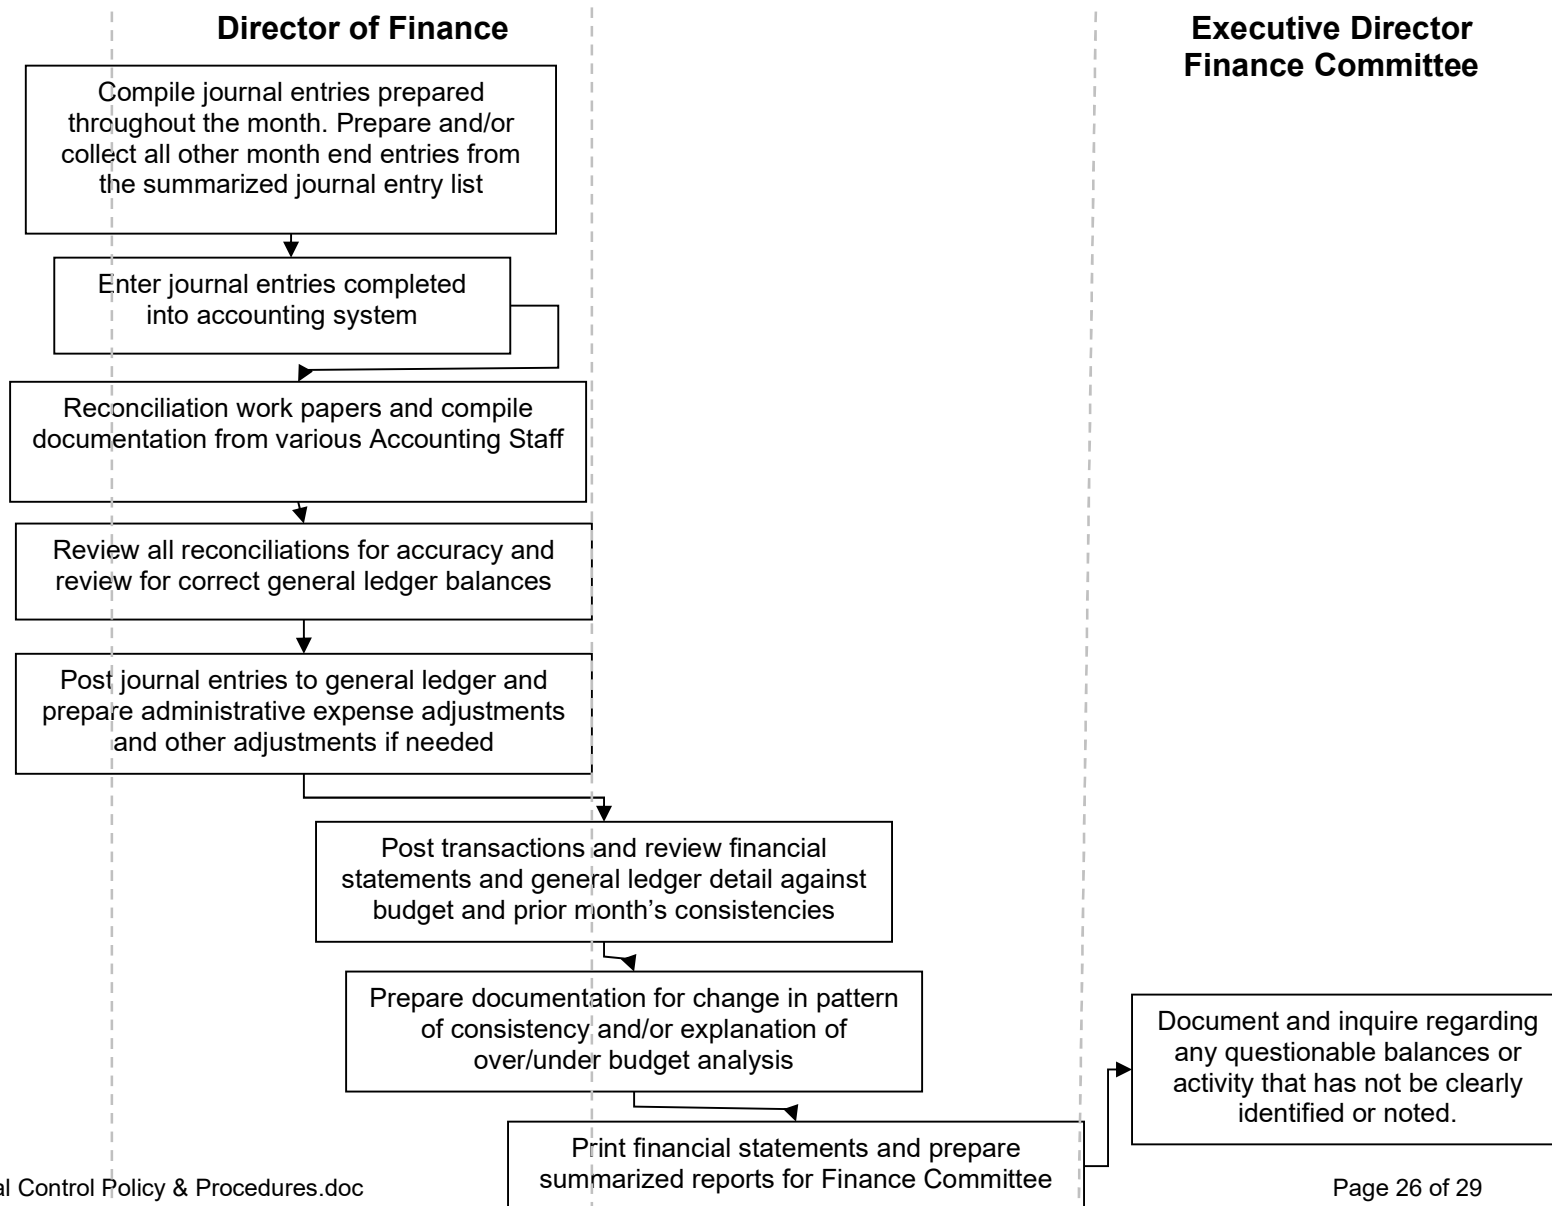 Director of Finance
Executive Director
Finance Committee
Compile journal entries prepared
throughout the month. Prepare and/or
collect all other month end entries from
the summarized journal entry list
Enter journal entries completed
into accounting system
Reconciliation work papers and compile
documentation from various Accounting Staff
Review all reconciliations for accuracy and
review for correct general ledger balances
Post journal entries to general ledger and
prepare administrative expense adjustments
and other adjustments if needed
Post transactions and review financial
statements and general ledger detail against
budget and prior month’s consistencies
Prepare documentation for change in pattern
of consistency and/or explanation of
over/under budget analysis
Document and inquire regarding
any questionable balances or
activity that has not be clearly
identified or noted.
Print financial statements and prepare
summarized reports for Finance Committee
al Control Policy & Procedures.doc
Page 26 of 29